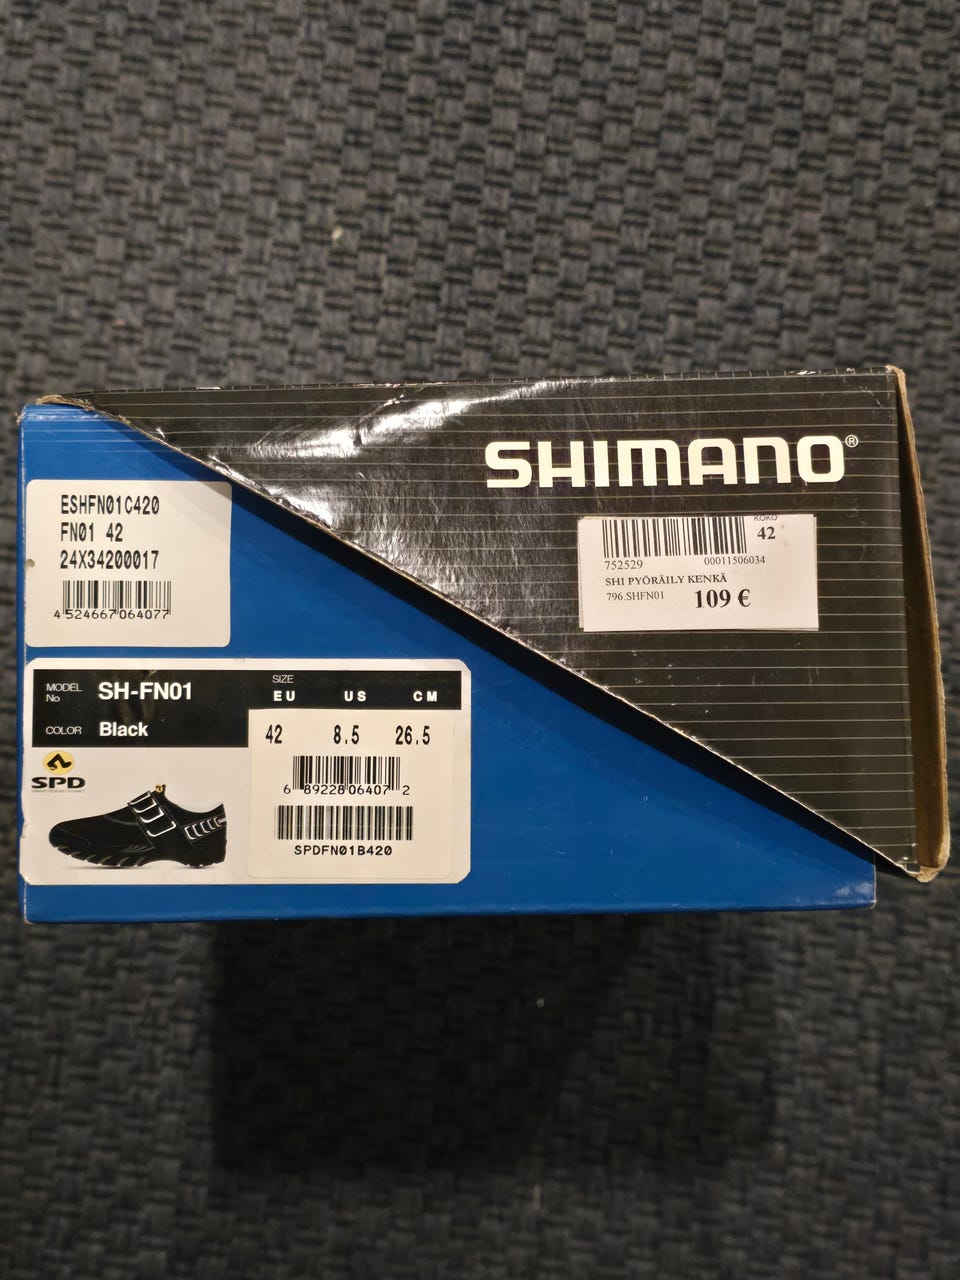 SHIMANO®
KOKO
42
752529 00011506034
SHI PYÖRÄILY KENKÄ
796.SHFN01 109 €
ESHFN01C420
FN01 42
24X34200017
4 524667 064077
MODEL No SH-FN01
COLOR Black
SIZE
EU US CM
42 8.5 26.5
6 89228 06407 2
SPDFN01B420
SPD